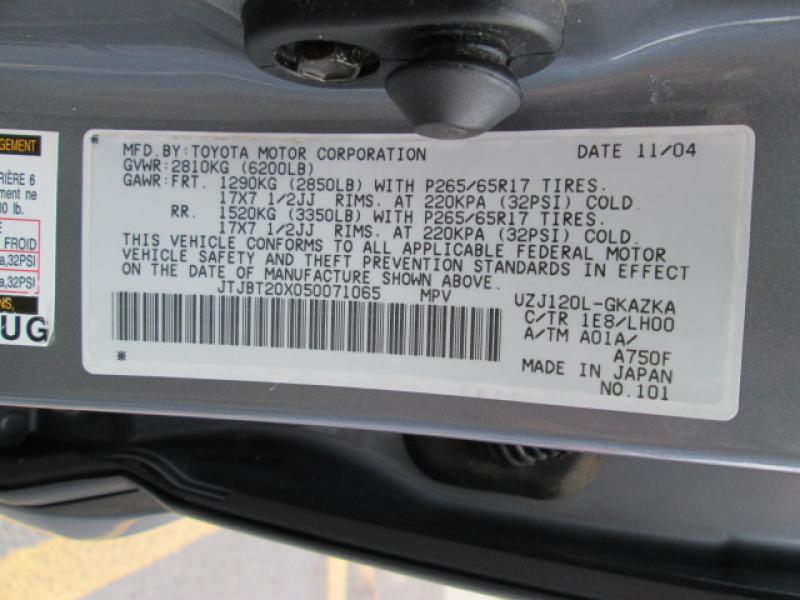 GEMENT
RIÈRE 6
ment ne
00 lb.
E
FROID
a,32PSI
a,32PSI
NS,
UG
* MFD.BY:TOYOTA MOTOR CORPORATION DATE 11/04
GVWR:2810KG (6200LB)
GAWR:FRT. 1290KG (2850LB) WITH P265/65R17 TIRES.
17X7 1/2JJ RIMS. AT 220KPA (32PSI) COLD.
RR. 1520KG (3350LB) WITH P265/65R17 TIRES.
17X7 1/2JJ RIMS. AT 220KPA (32PSI) COLD.
THIS VEHICLE CONFORMS TO ALL APPLICABLE FEDERAL MOTOR
VEHICLE SAFETY AND THEFT PREVENTION STANDARDS IN EFFECT
ON THE DATE OF MANUFACTURE SHOWN ABOVE.
JTJBT20X050071065 MPV UZJ120L-GKAZKA
C/TR 1E8/LH00
A/TM A01A/
A750F
*
MADE IN JAPAN
NO.101